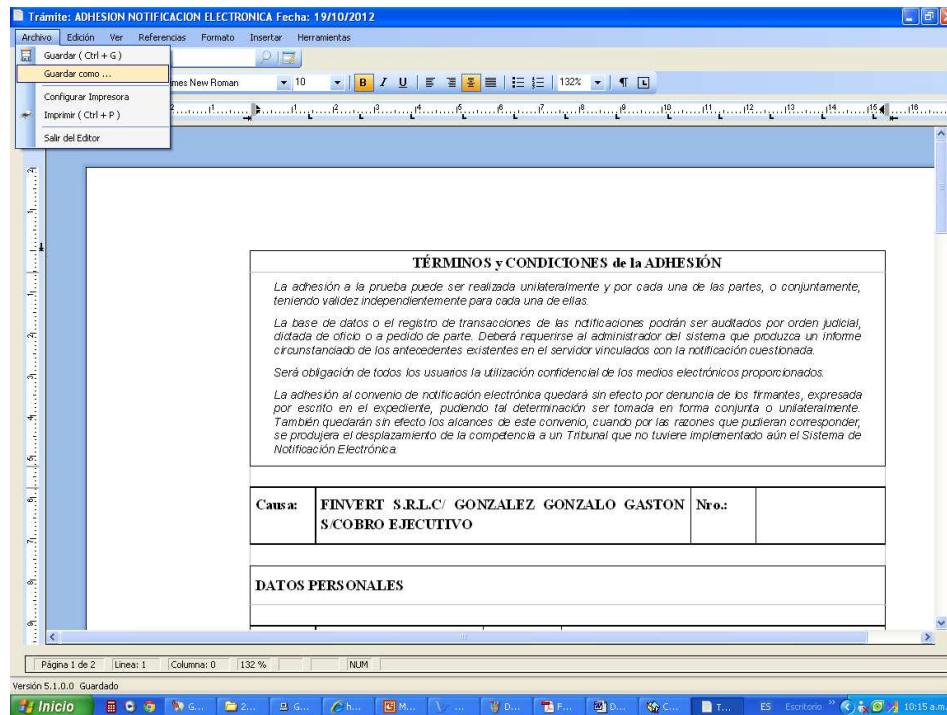 Trámite: ADHESION NOTIFICACION ELECTRONICA Fecha: 19/10/2012
Archivo Edición Ver Referencias Formato Insertar Herramientas
Guardar ( Ctrl + G )
Guardar como ...
Configurar Impresora
Imprimir ( Ctrl + P )
Salir del Editor
mes New Roman 10 B I U 132% ¶ L
TÉRMINOS y CONDICIONES de la ADHESIÓN
La adhesión a la prueba puede ser realizada unilateralmente y por cada una de las partes, o conjuntamente,
teniendo validez independientemente para cada una de ellas.
La base de datos o el registro de transacciones de las notificaciones podrán ser auditados por orden judicial,
dictada de oficio o a pedido de parte. Deberá requerirse al administrador del sistema que produzca un informe
circunstanciado de los antecedentes existentes en el servidor vinculados con la notificación cuestionada.
Será obligación de todos los usuarios la utilización confidencial de los medios electrónicos proporcionados.
La adhesión al convenio de notificación electrónica quedará sin efecto por denuncia de los firmantes, expresada
por escrito en el expediente, pudiendo tal determinación ser tomada en forma conjunta o unilateralmente.
También quedarán sin efecto los alcances de este convenio, cuando por las razones que pudieran corresponder,
se produjera el desplazamiento de la competencia a un Tribunal que no tuviere implementado aún el Sistema de
Notificación Electrónica
Causa: FINVERT S.R.L.C/ GONZALEZ GONZALO GASTON Nro.:
S/COBRO EJECUTIVO
DATOS PERSONALES
Página 1 de 2 Linea: 1 Columna: 0 132 % NUM
Versión 5.1.0.0 Guardado
Inicio G... 2... G... h... M... ... D... F... D... C... T... ES Escritorio » 10:15 a.m.